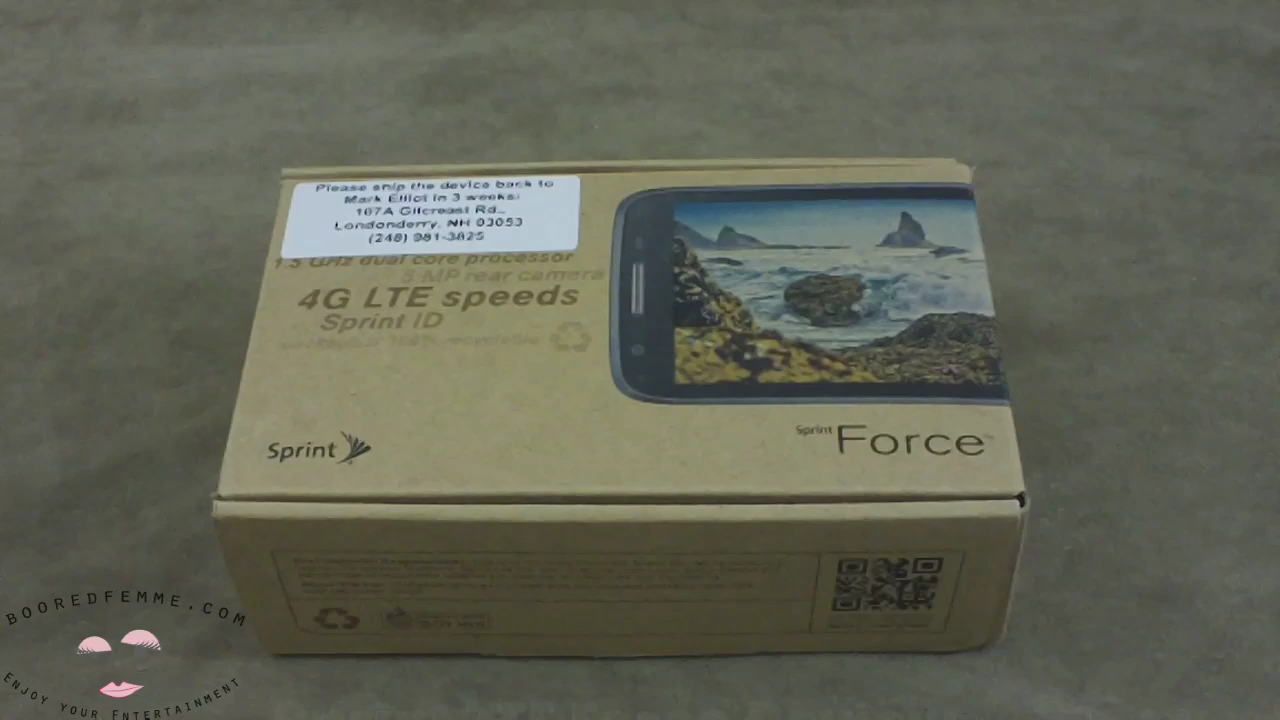 Please ship the device back to
Mark Elliot in 3 weeks:
107A Gilcreast Rd.,
Londonderry, NH 03053
(248) 981-3825
1.5 GHz dual core processor
5 MP rear camera
4G LTE speeds
Sprint ID
100% recyclable
Sprint
Sprint Force
BOOREDFEMME.COM
ENJOY YOUR ENTERTAINMENT